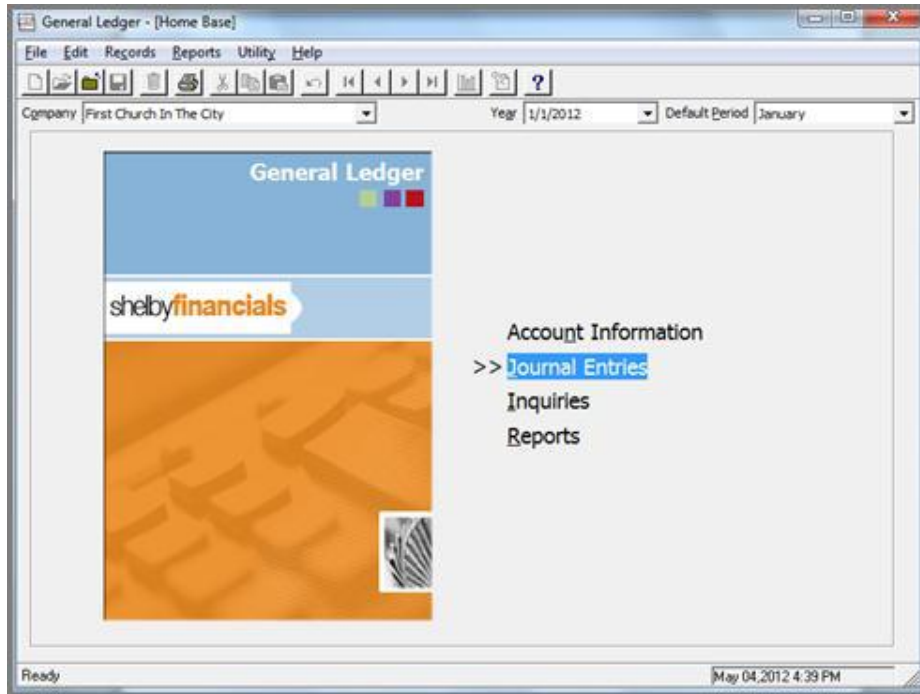 General Ledger - [Home Base]
File Edit Records Reports Utility Help
?
Company First Church In The City Year 1/1/2012 Default Period January
General Ledger
shelbyfinancials
Account Information
>> Journal Entries
Inquiries
Reports
Ready May 04,2012 4:39 PM